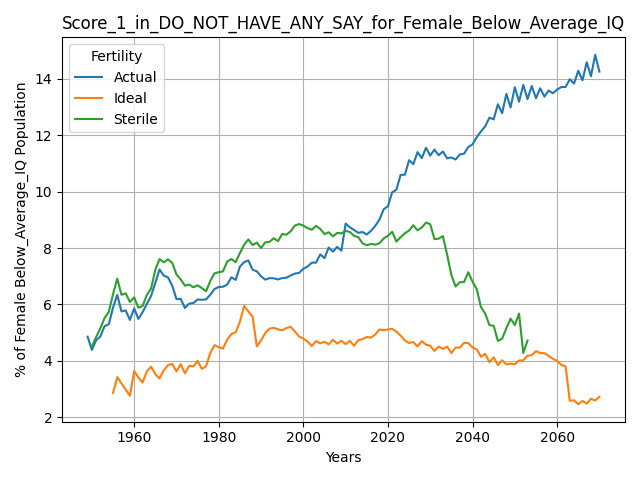 Score_1_in_DO_NOT_HAVE_ANY_SAY_for_Female_Below_Average_IQ
Fertility
Actual
Ideal
Sterile
% of Female Below_Average_IQ Population
14
12
10
8
6
4
2
1960
1980
2000
2020
2040
2060
Years